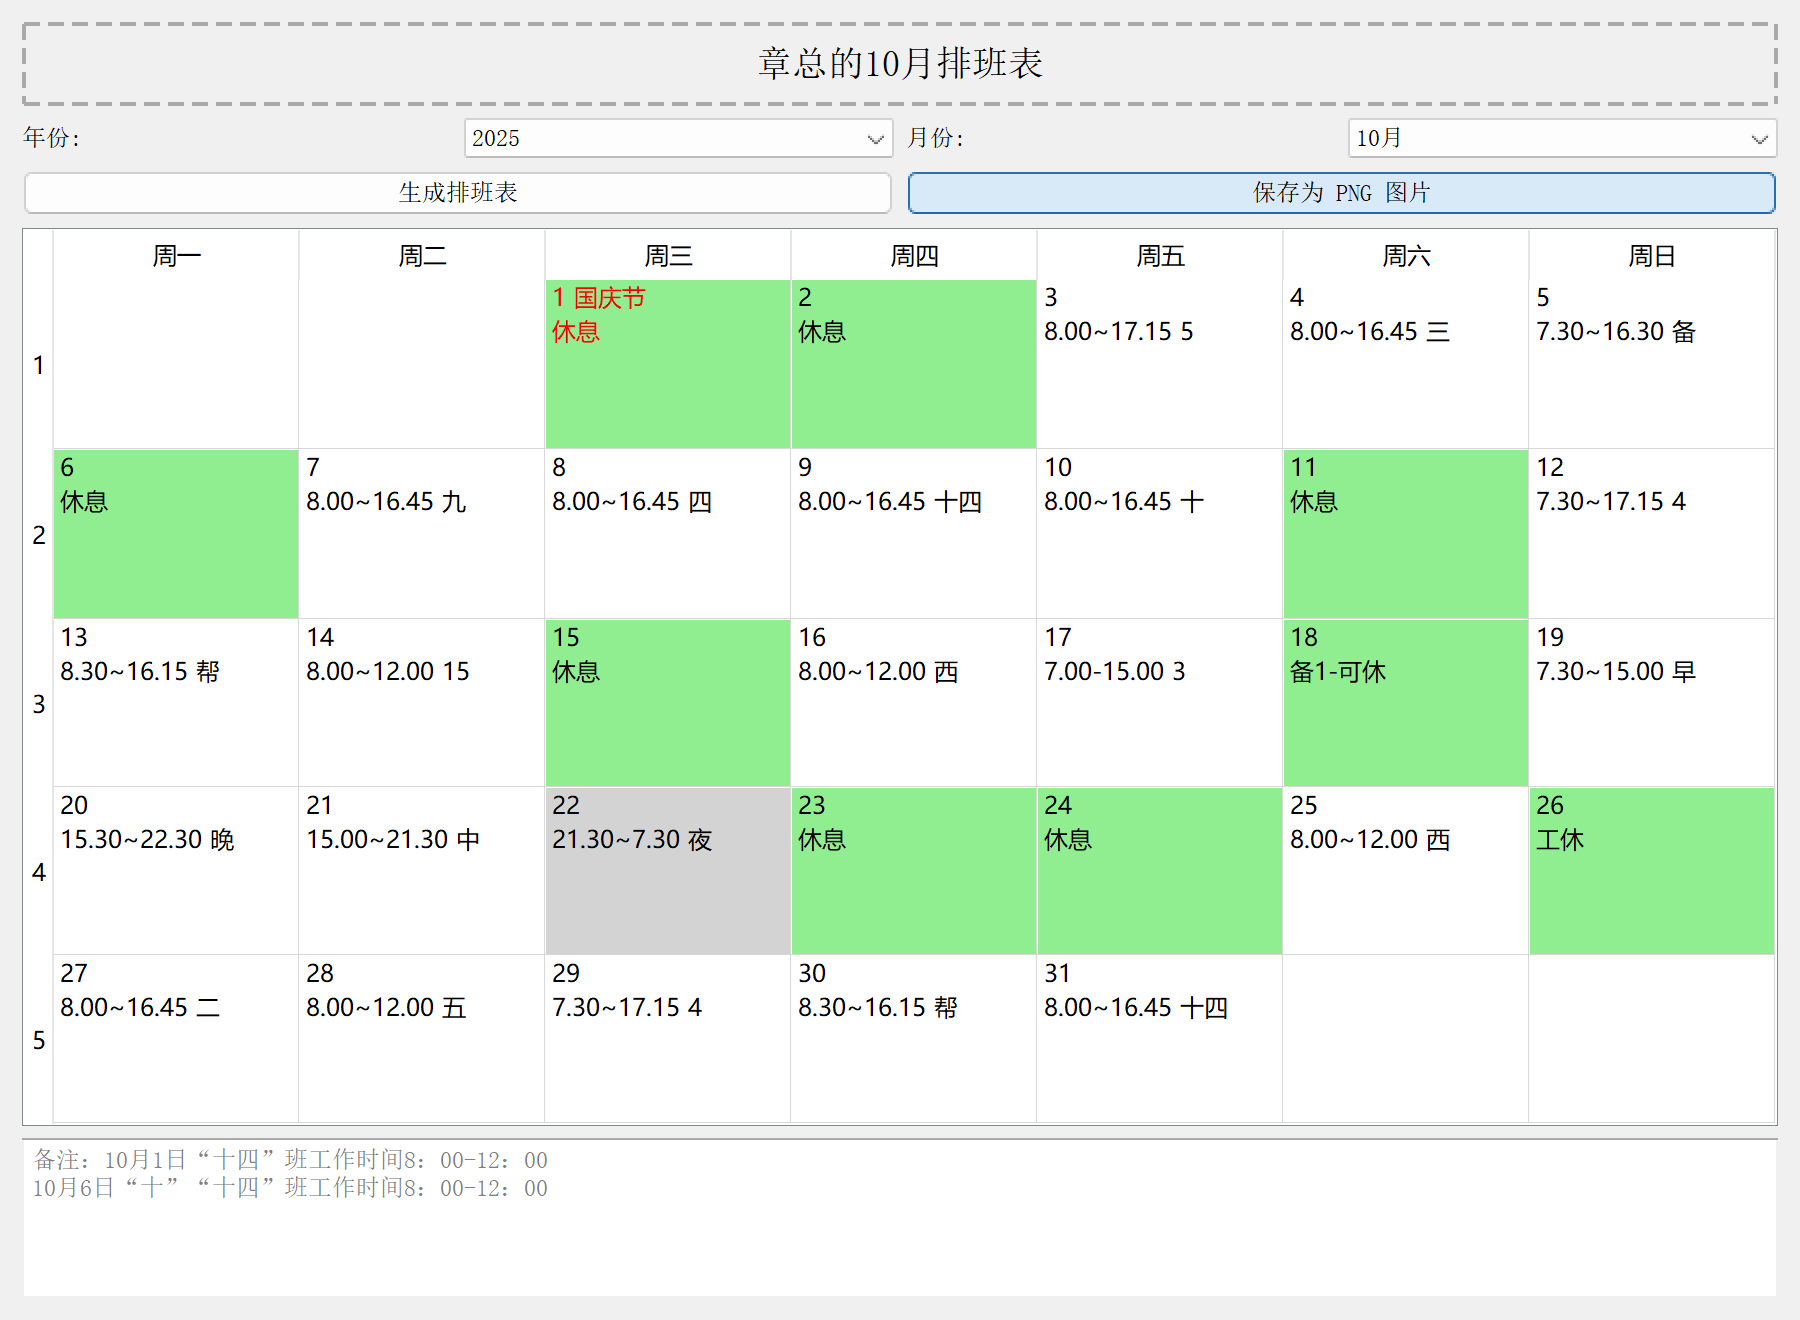 章总的10月排班表
年份: 2025 月份: 10月
生成排班表 保存为 PNG 图片
周一 周二 周三 周四 周五 周六 周日
1
1 国庆节
休息
2
休息
3
8.00~17.15 5
4
8.00~16.45 三
5
7.30~16.30 备
2
6
休息
7
8.00~16.45 九
8
8.00~16.45 四
9
8.00~16.45 十四
10
8.00~16.45 十
11
休息
12
7.30~17.15 4
3
13
8.30~16.15 帮
14
8.00~12.00 15
15
休息
16
8.00~12.00 西
17
7.00-15.00 3
18
备1-可休
19
7.30~15.00 早
4
20
15.30~22.30 晚
21
15.00~21.30 中
22
21.30~7.30 夜
23
休息
24
休息
25
8.00~12.00 西
26
工休
5
27
8.00~16.45 二
28
8.00~12.00 五
29
7.30~17.15 4
30
8.30~16.15 帮
31
8.00~16.45 十四
备注：10月1日“十四”班工作时间8：00-12：00
10月6日“十”“十四”班工作时间8：00-12：00